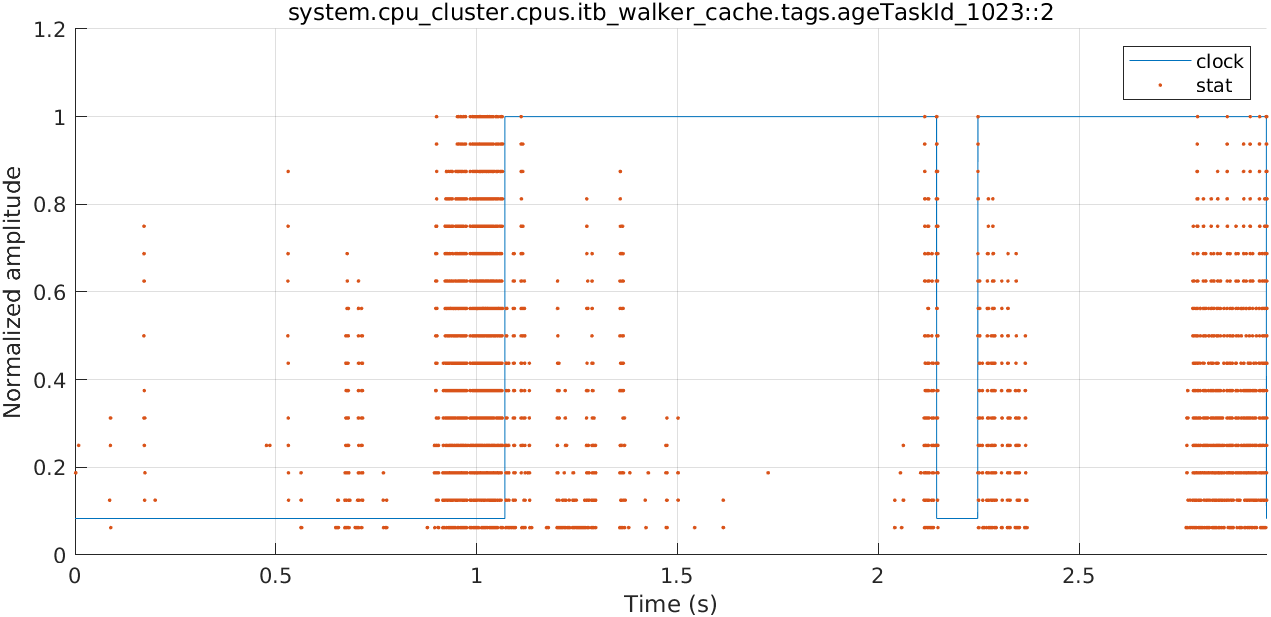 system.cpu_cluster.cpus.itb_walker_cache.tags.ageTaskId_1023::2
1.2
clock
stat
1
0.8
Normalized amplitude
0.6
0.4
0.2
0
0 0.5 1 1.5 2 2.5
Time (s)